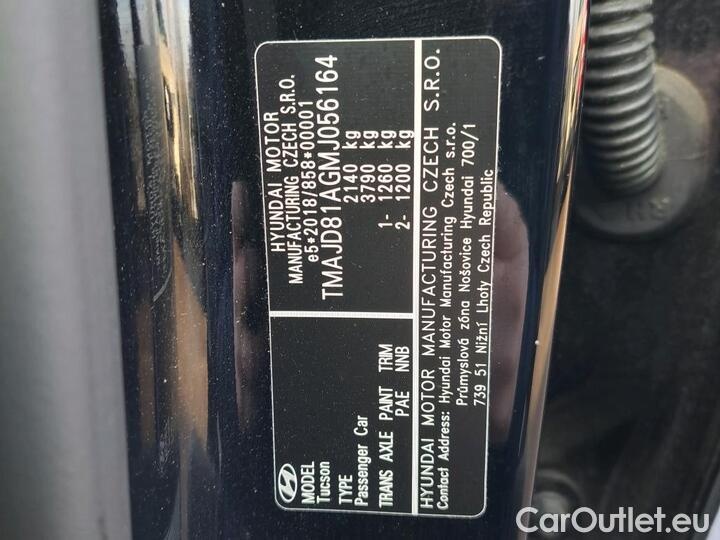 HYUNDAI MOTOR
MANUFACTURING CZECH S.R.O.
e5*2018/858*00001
TMAJD81AGMJ056164
2140 kg
3790 kg
1- 1260 kg
2- 1200 kg
MODEL
Tucson
TYPE
Passenger Car
TRANS AXLE PAINT TRIM
PAE NNB
HYUNDAI MOTOR MANUFACTURING CZECH S.R.O.
Contact Address: Hyundai Motor Manufacturing Czech s.r.o.
Průmyslová zóna Nošovice Hyundai 700/1
739 51 Nižní Lhoty Czech Republic
CarOutlet.eu